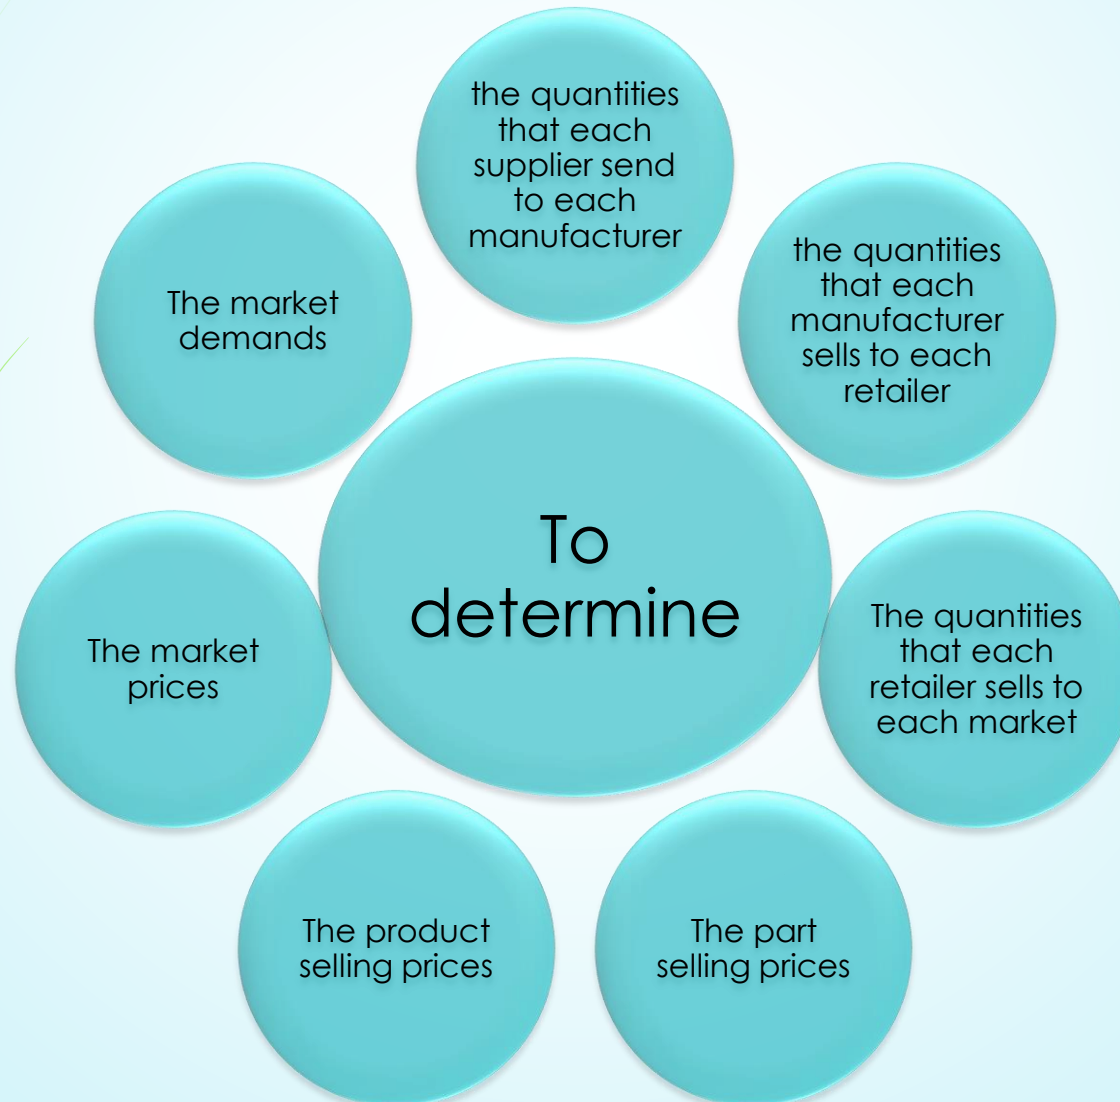 the quantities
that each
supplier send
to each
manufacturer
the quantities
that each
manufacturer
sells to each
retailer
The quantities
that each
retailer sells to
each market
The part
selling prices
The product
selling prices
The market
prices
The market
demands
To
determine